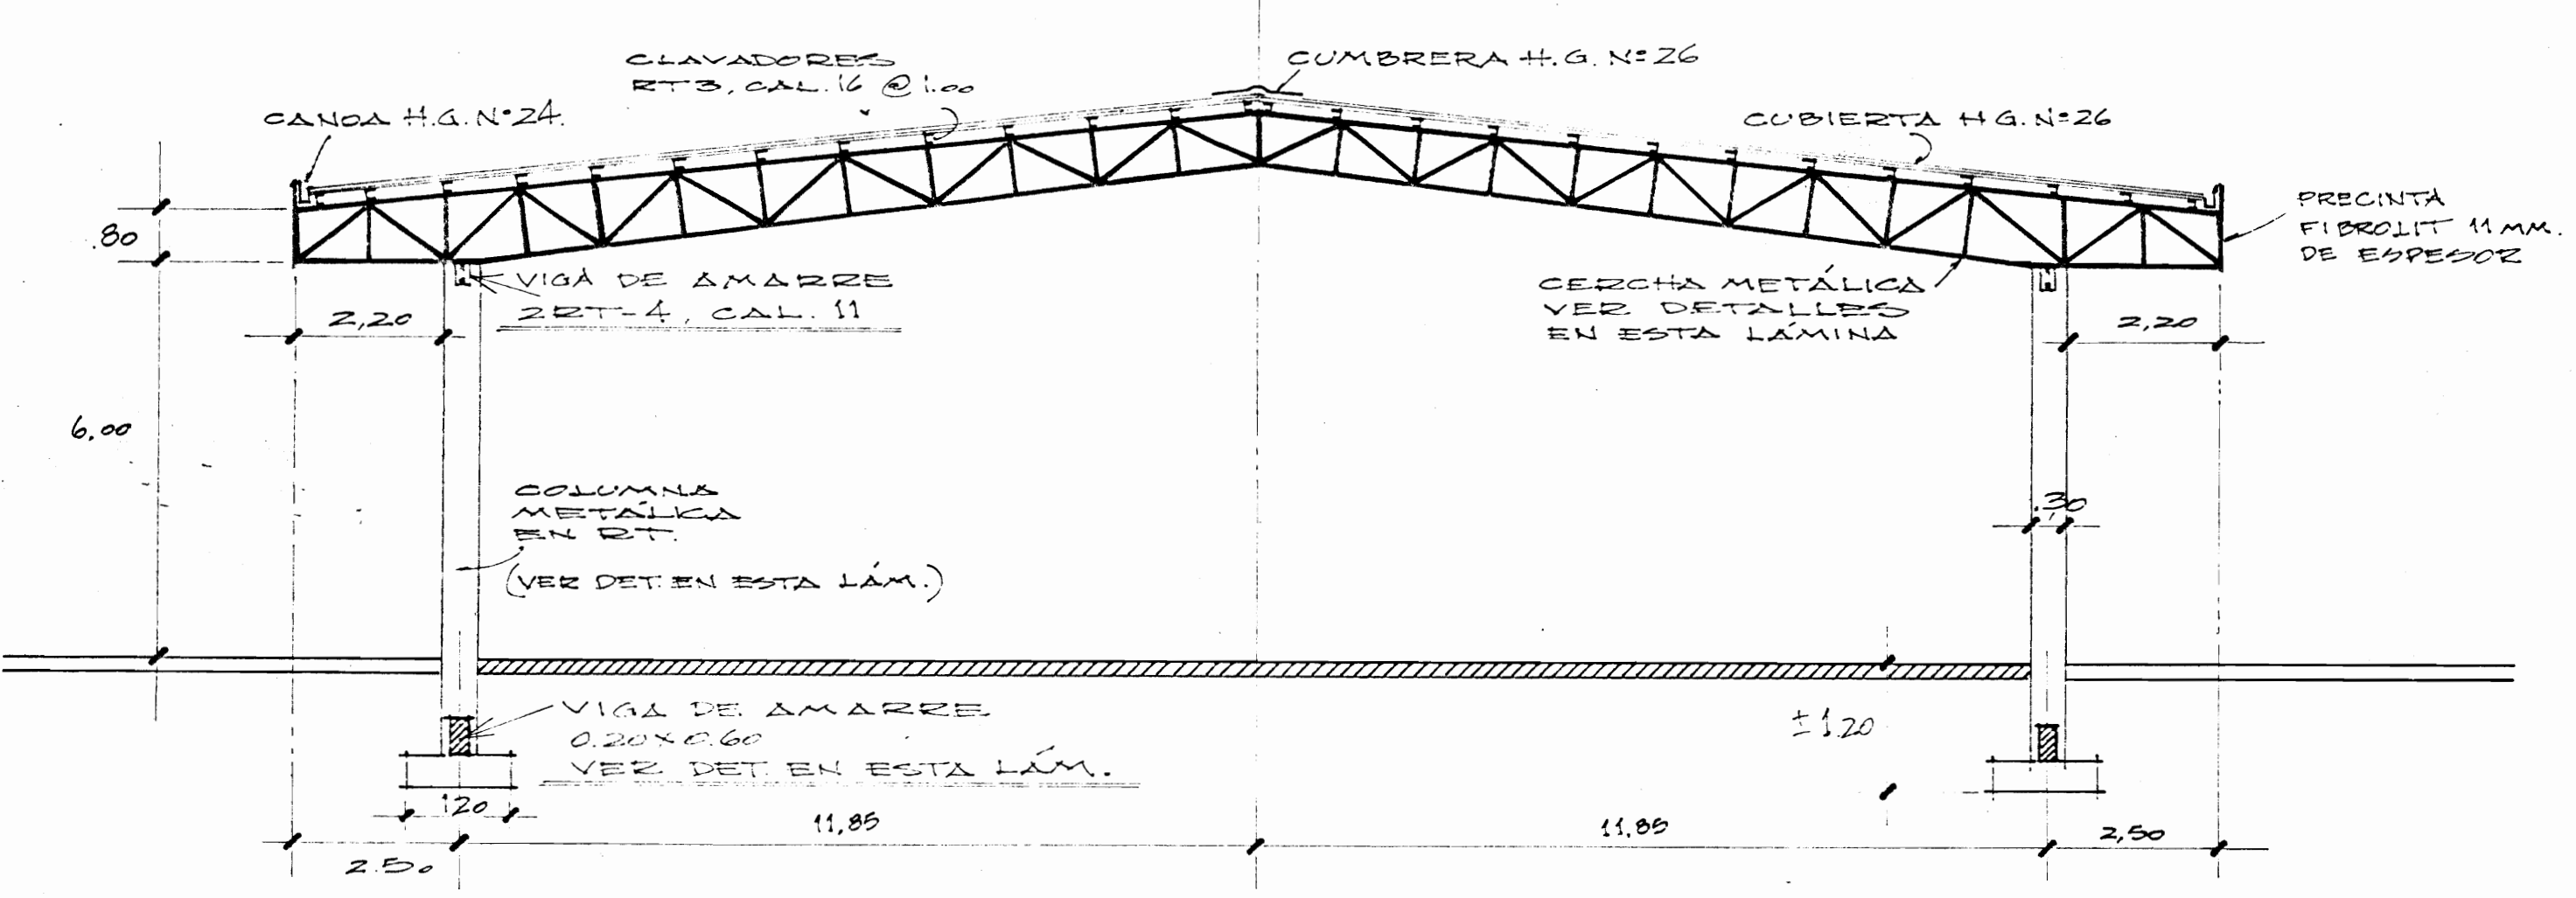 CLAVADORES
RT3, CAL. 16 @ 1.00
CUMBRERA H.G. Nº 26
CANOA H.G. Nº 24.
CUBIERTA H G. Nº 26
PRECINTA
FIBROLIT 11 MM.
DE ESPESOR
.80
VIGA DE AMARRE
2RT-4, CAL. 11
CERCHA METÁLICA
VER DETALLES
EN ESTA LÁMINA
2,20
2,20
6,00
COLUMNA
METÁLICA
EN RT.
(VER DET. EN ESTA LÁM.)
.30
VIGA DE AMARRE
0.20 X 0.60
VER DET. EN ESTA LÁM.
±1.20
120
11,85
11,85
2.50
2,50